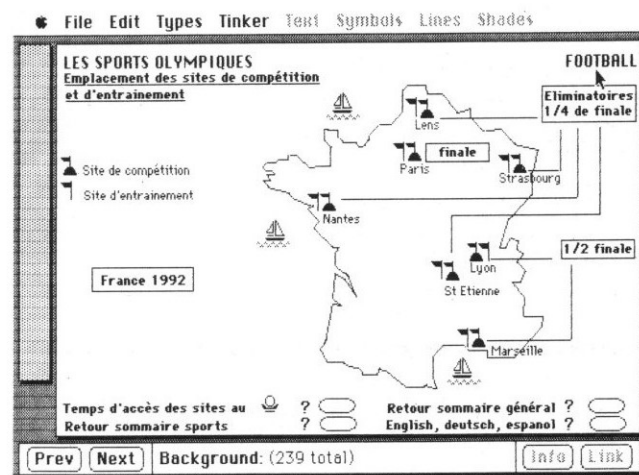 File Edit Types Tinker Text Symbols Lines Shades
LES SPORTS OLYMPIQUES
FOOTBALL
Emplacement des sites de compétition
et d'entrainement
Eliminatoires
1/4 de finale
Lens
finale
Paris
Strasbourg
Site de compétition
Site d'entrainement
Nantes
1/2 finale
Lyon
France 1992
St Etienne
Marseille
Temps d'accès des sites au ?
Retour sommaire général ?
Retour sommaire sports ?
English, deutsch, espanol ?
Prev Next Background: (239 total) Info Link